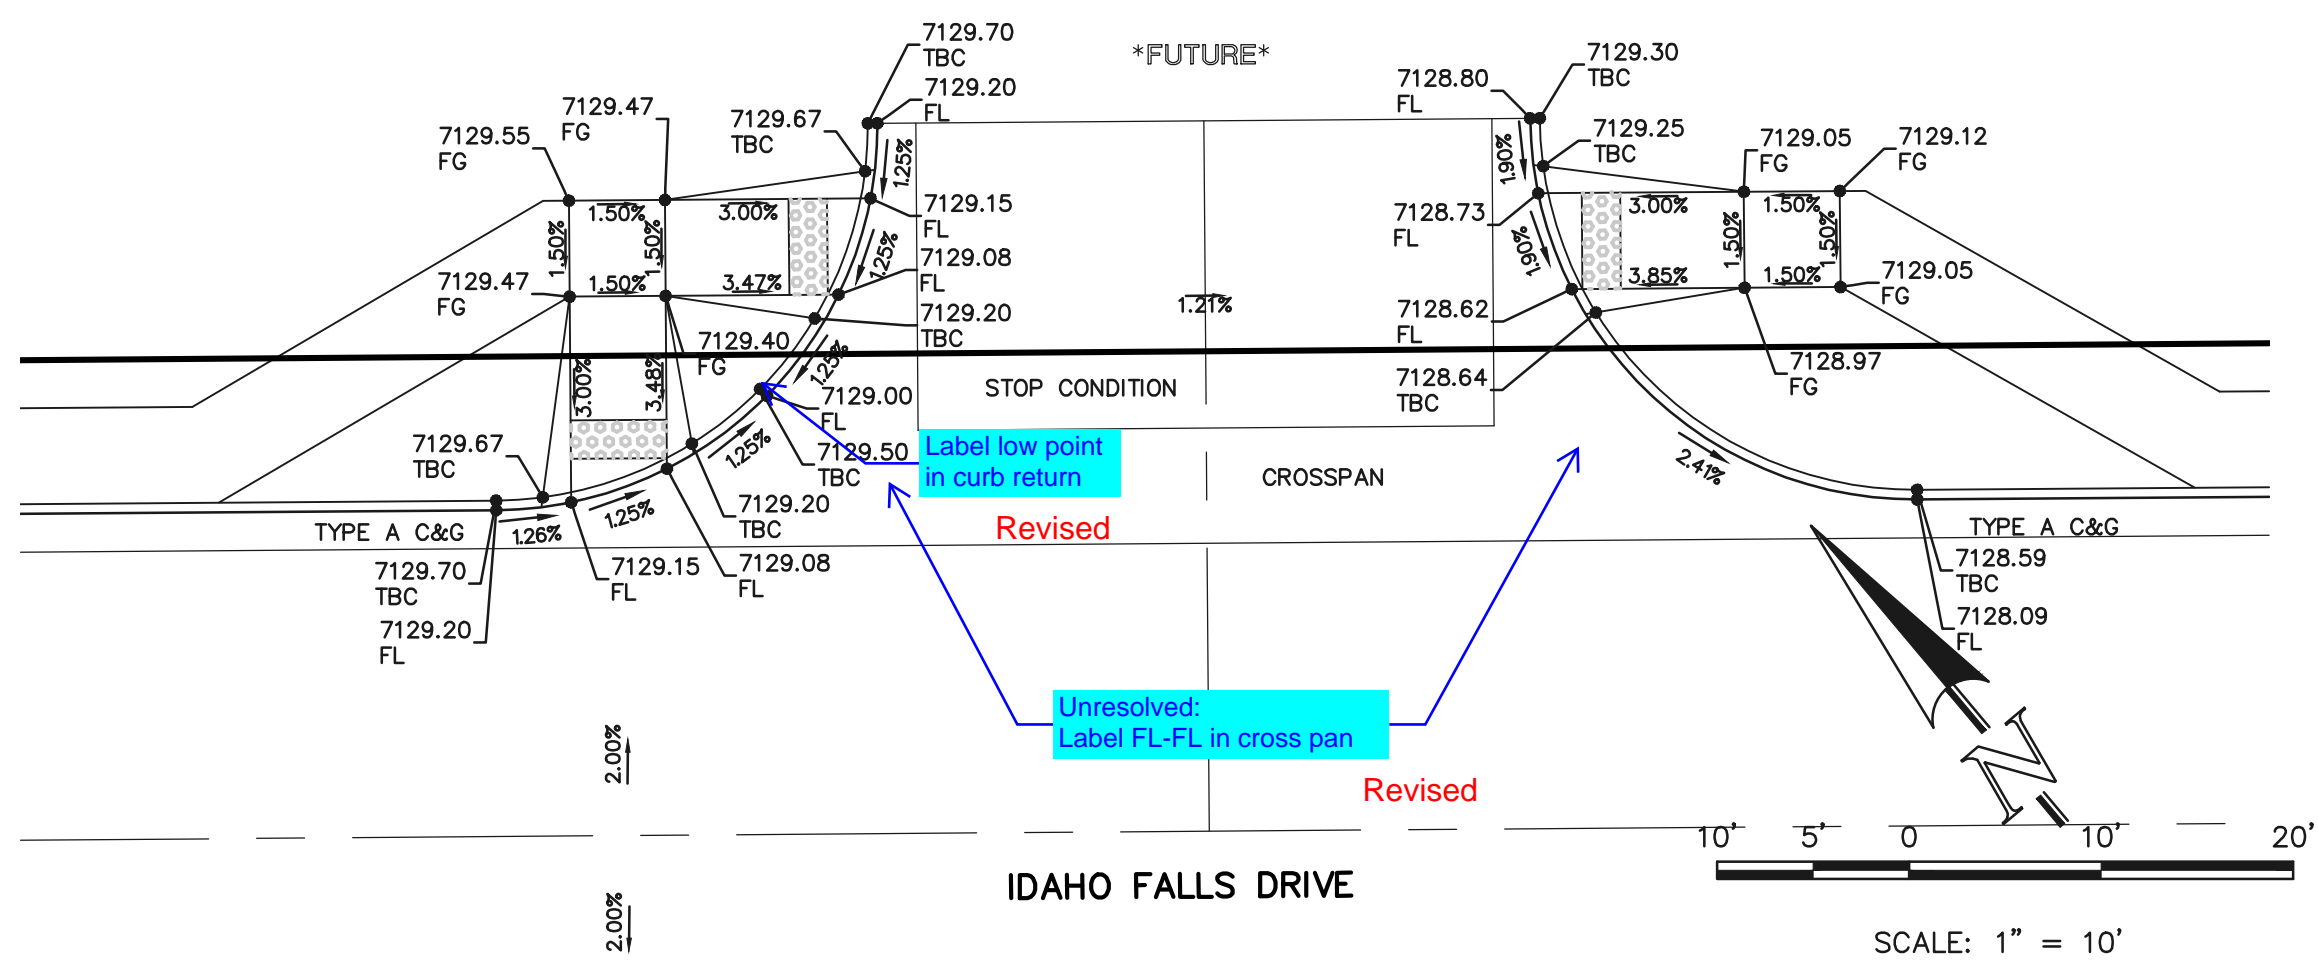 7129.70
TBC
*FUTURE*
7129.30
TBC
7128.80
FL
7129.20
FL
7129.47
FG
7129.67
TBC
7129.55
FG
7129.25
TBC
7129.05
FG
7129.12
FG
1.25%
1.90%
1.50%
3.00%
3.00%
1.50%
7129.15
FL
7128.73
FL
1.50%
1.50%
1.25%
1.90%
1.50%
1.50%
7129.08
FL
7129.47
FG
1.50%
3.47%
3.85%
1.50%
7129.05
FG
1.21%
7129.20
TBC
7128.62
FL
7129.40
FG
1.25%
7128.97
FG
3.00%
3.48%
STOP CONDITION
7128.64
TBC
7129.00
FL
7129.67
TBC
1.25%
7129.50
TBC
Label low point
in curb return
CROSSPAN
2.41%
7129.20
TBC
1.25%
1.26%
TYPE A C&G
Revised
TYPE A C&G
7129.70
TBC
7129.15
FL
7129.08
FL
7128.59
TBC
7129.20
FL
7128.09
FL
Unresolved:
Label FL-FL in cross pan
2.00%
Revised
N
10' 5' 0 10' 20'
IDAHO FALLS DRIVE
2.00%
SCALE: 1" = 10'